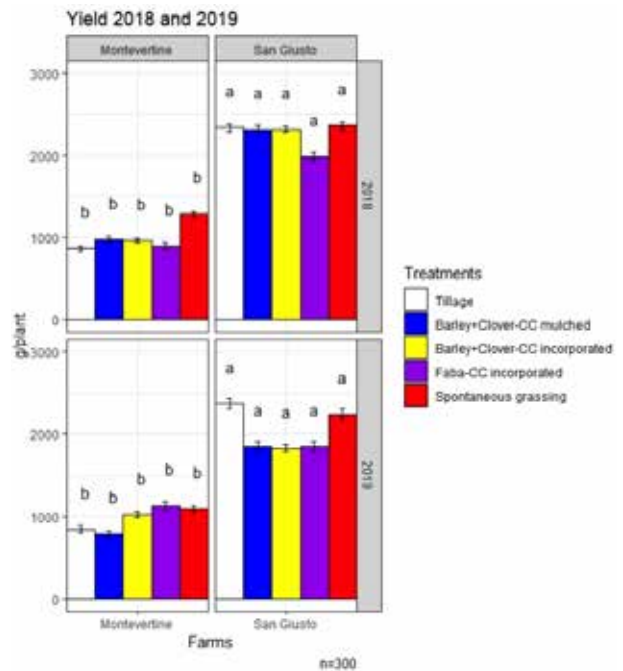 Yield 2018 and 2019
Montevertine San Giusto
3000
2000
1000
0
g/plant
b b b b b
a a a a a
2018
3000
2000
1000
0
b b b b b
a a a a a
2019
Montevertine San Giusto
Farms
n=300
Treatments
Tillage
Barley+Clover-CC mulched
Barley+Clover-CC incorporated
Faba-CC incorporated
Spontaneous grassing